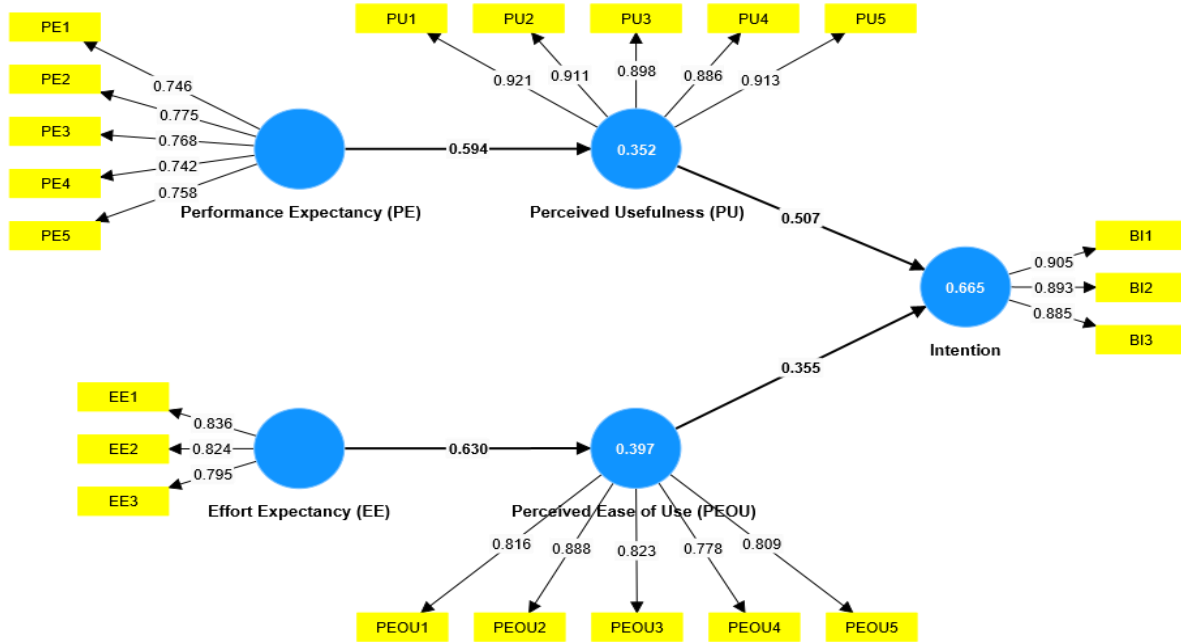 PE1
PE2
PE3
PE4
PE5
0.746
0.775
0.768
0.742
0.758
Performance Expectancy (PE)
0.594
PU1
PU2
PU3
PU4
PU5
0.921
0.911
0.898
0.886
0.913
0.352
Perceived Usefulness (PU)
0.507
0.665
Intention
0.905
0.893
0.885
BI1
BI2
BI3
0.355
EE1
EE2
EE3
0.836
0.824
0.795
Effort Expectancy (EE)
0.630
0.397
Perceived Ease of Use (PEOU)
0.816
0.888
0.823
0.778
0.809
PEOU1
PEOU2
PEOU3
PEOU4
PEOU5